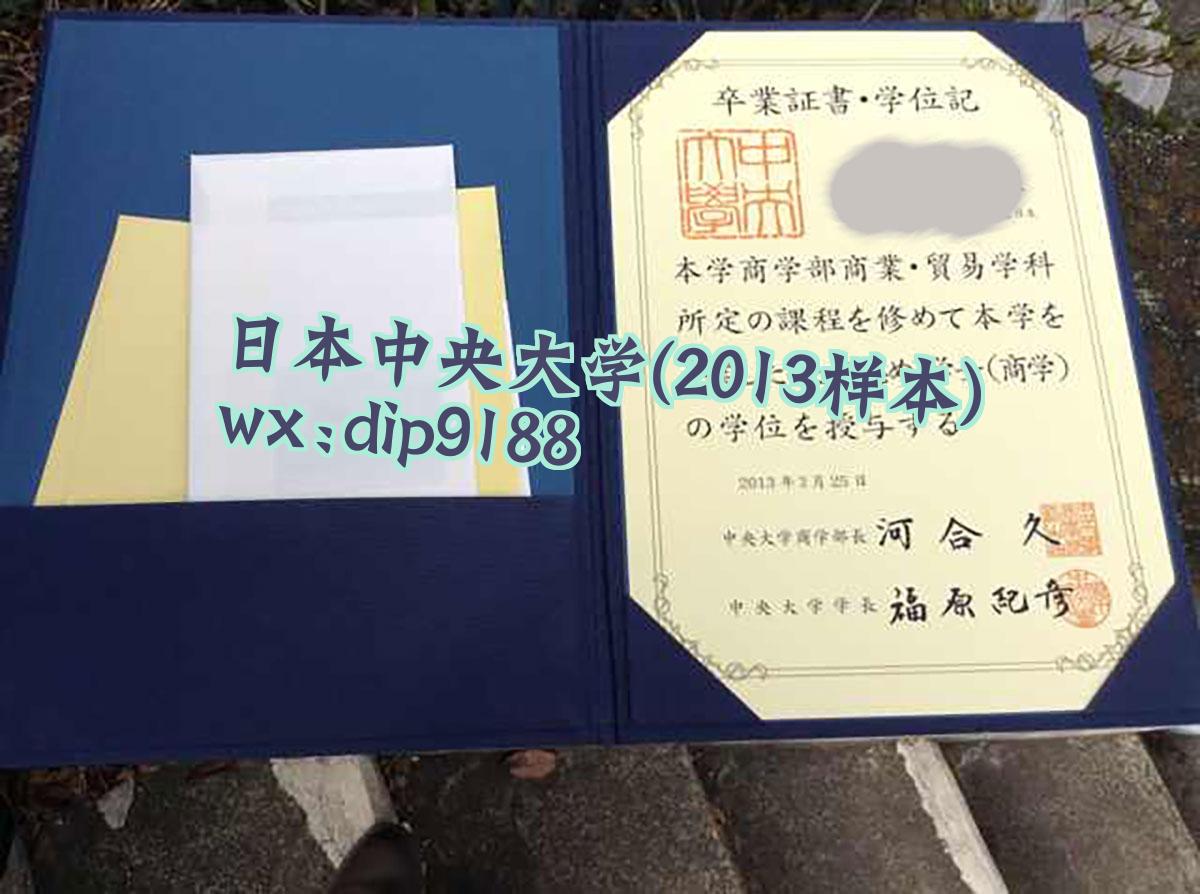 卒業証書・学位記
中央大學
本学商学部商業・貿易学科
所定の課程を修めて本学を
(商学)
の学位を授与する
日本中央大学(2013样本)
wx:dip9188
2013年3月25日
中央大学商学部長 河合 久
中央大学学長 福原紀彦